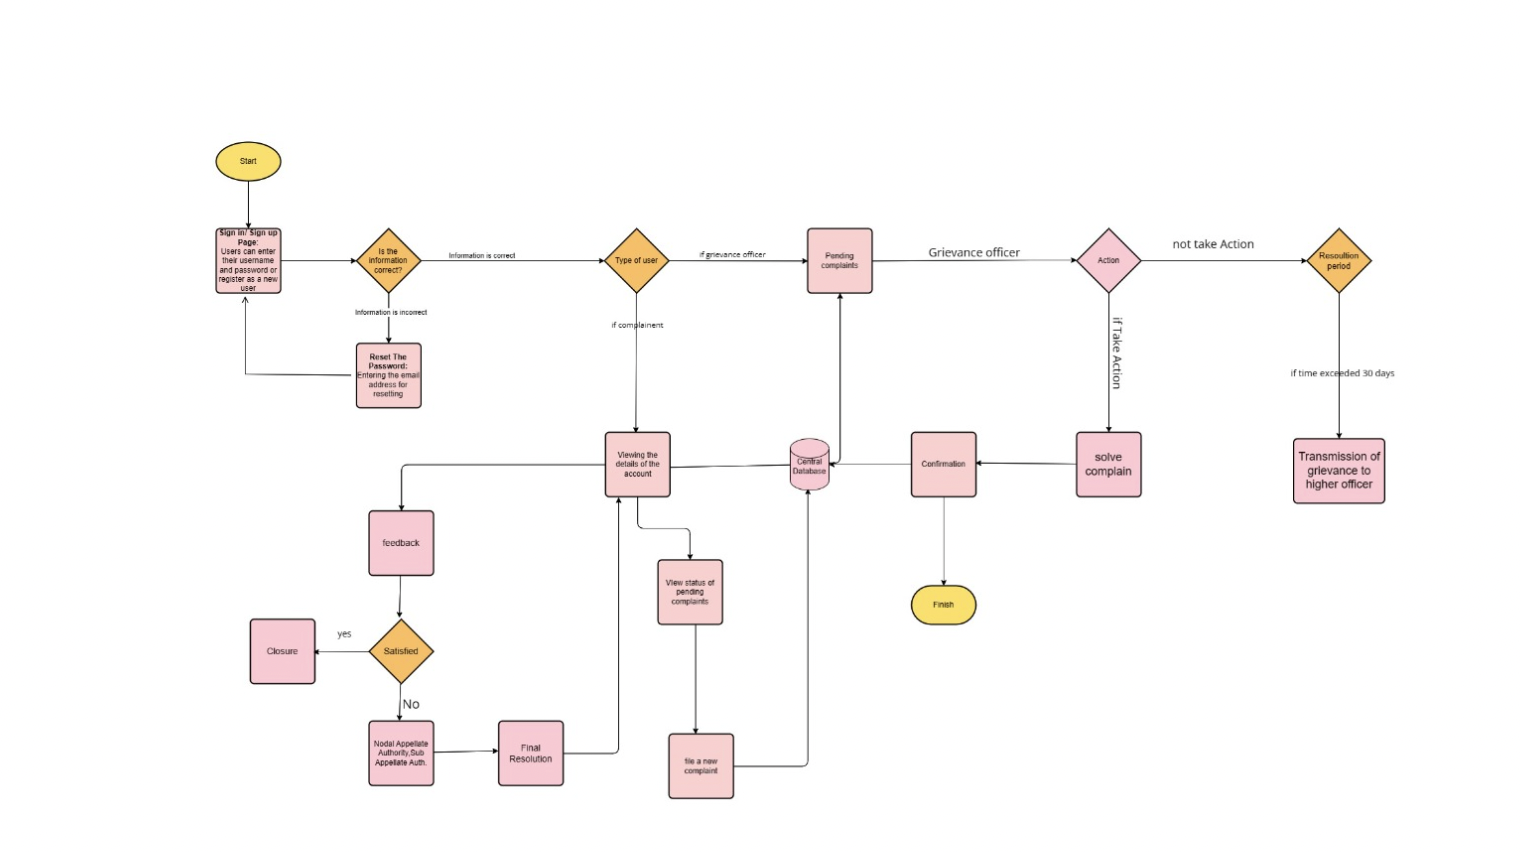 Start
Sign in/ Sign up
Page:
Users can enter
their username
and password or
register as a new
user
Is the
information
correct?
Information is correct
Type of user
if grievance officer
Pending
complaints
Grievance officer
Action
not take Action
Resoultion
period
Information is incorrect
if complainent
if Take Action
Reset The
Password:
Entering the email
address for
resetting
if time exceeded 30 days
Viewing the
details of the
account
Central
Database
Confirmation
solve
complain
Transmission of
grievance to
higher officer
feedback
View status of
pending
complaints
Finish
Closure
yes
Satisfied
No
Nodal Appellate
Authority,Sub
Appellate Auth.
Final
Resolution
file a new
complaint